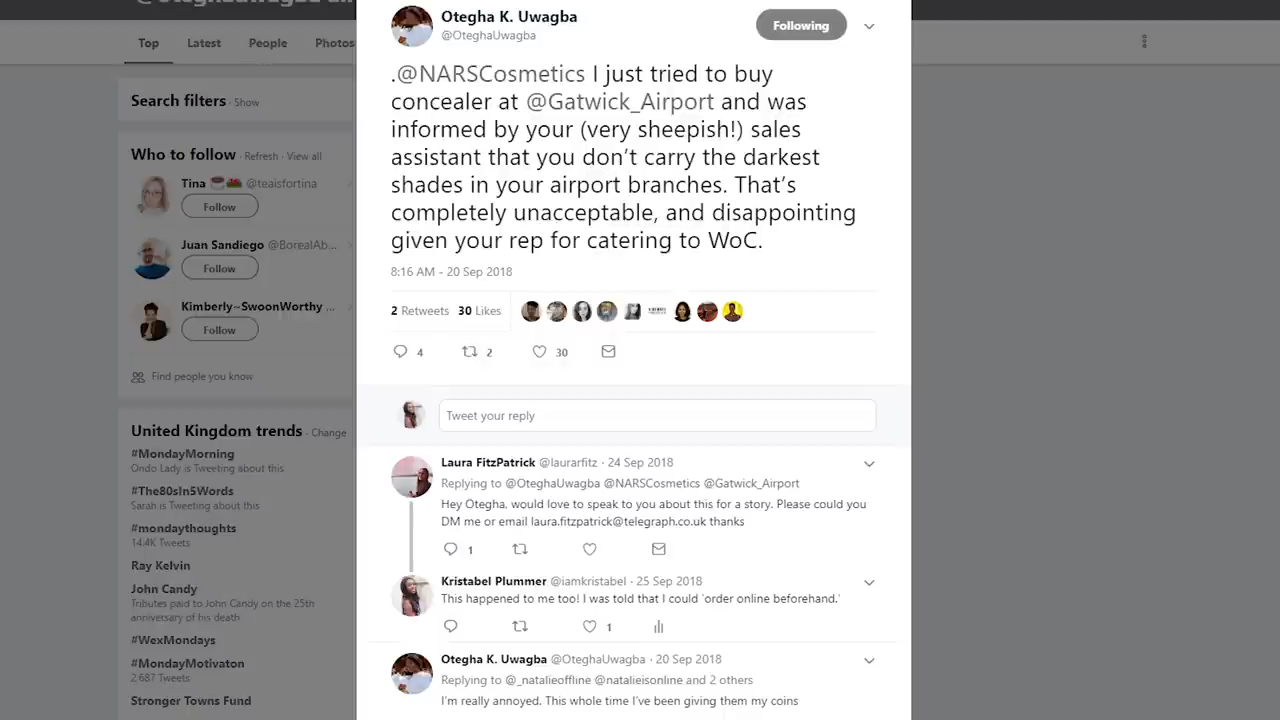 @OteghaUwagba
Top Latest People Photos
Search filters · Show
Who to follow · Refresh · View all
Tina @teaisfortina
Follow
Juan Sandiego @BorealAb...
Follow
Kimberly~SwoonWorthy ...
Follow
Find people you know
United Kingdom trends · Change
#MondayMorning
Ondo Lady is Tweeting about this
#The80sIn5Words
Sarah is Tweeting about this
#mondaythoughts
14.4K Tweets
Ray Kelvin
John Candy
Tributes paid to John Candy on the 25th
anniversary of his death
#WexMondays
#MondayMotivaton
2,687 Tweets
Stronger Towns Fund
Otegha K. Uwagba
@OteghaUwagba
Following
.@NARSCosmetics I just tried to buy
concealer at @Gatwick_Airport and was
informed by your (very sheepish!) sales
assistant that you don’t carry the darkest
shades in your airport branches. That’s
completely unacceptable, and disappointing
given your rep for catering to WoC.
8:16 AM - 20 Sep 2018
2 Retweets 30 Likes
4 2 30
Tweet your reply
Laura FitzPatrick @laurarfitz · 24 Sep 2018
Replying to @OteghaUwagba @NARSCosmetics @Gatwick_Airport
Hey Otegha, would love to speak to you about this for a story. Please could you
DM me or email laura.fitzpatrick@telegraph.co.uk thanks
1
Kristabel Plummer @iamkristabel · 25 Sep 2018
This happened to me too! I was told that I could 'order online beforehand.'
1
Otegha K. Uwagba @OteghaUwagba · 20 Sep 2018
Replying to @_natalieoffline @natalieisonline and 2 others
I'm really annoyed. This whole time I've been giving them my coins